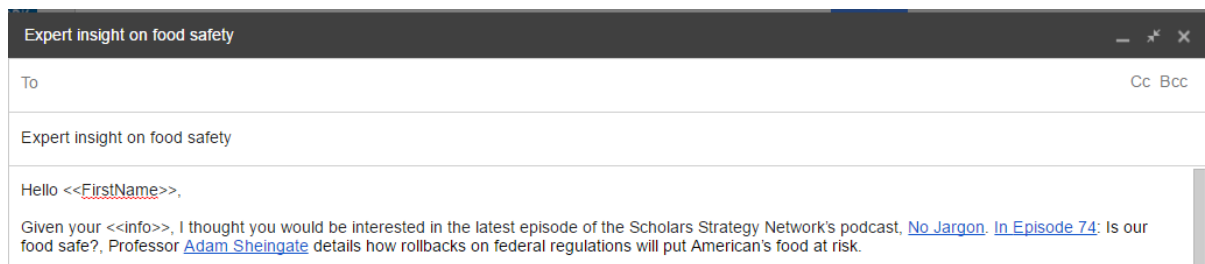 Expert insight on food safety
To Cc Bcc
Expert insight on food safety
Hello <<FirstName>>,
Given your <<info>>, I thought you would be interested in the latest episode of the Scholars Strategy Network's podcast, No Jargon. In Episode 74: Is our
food safe?, Professor Adam Sheingate details how rollbacks on federal regulations will put American's food at risk.